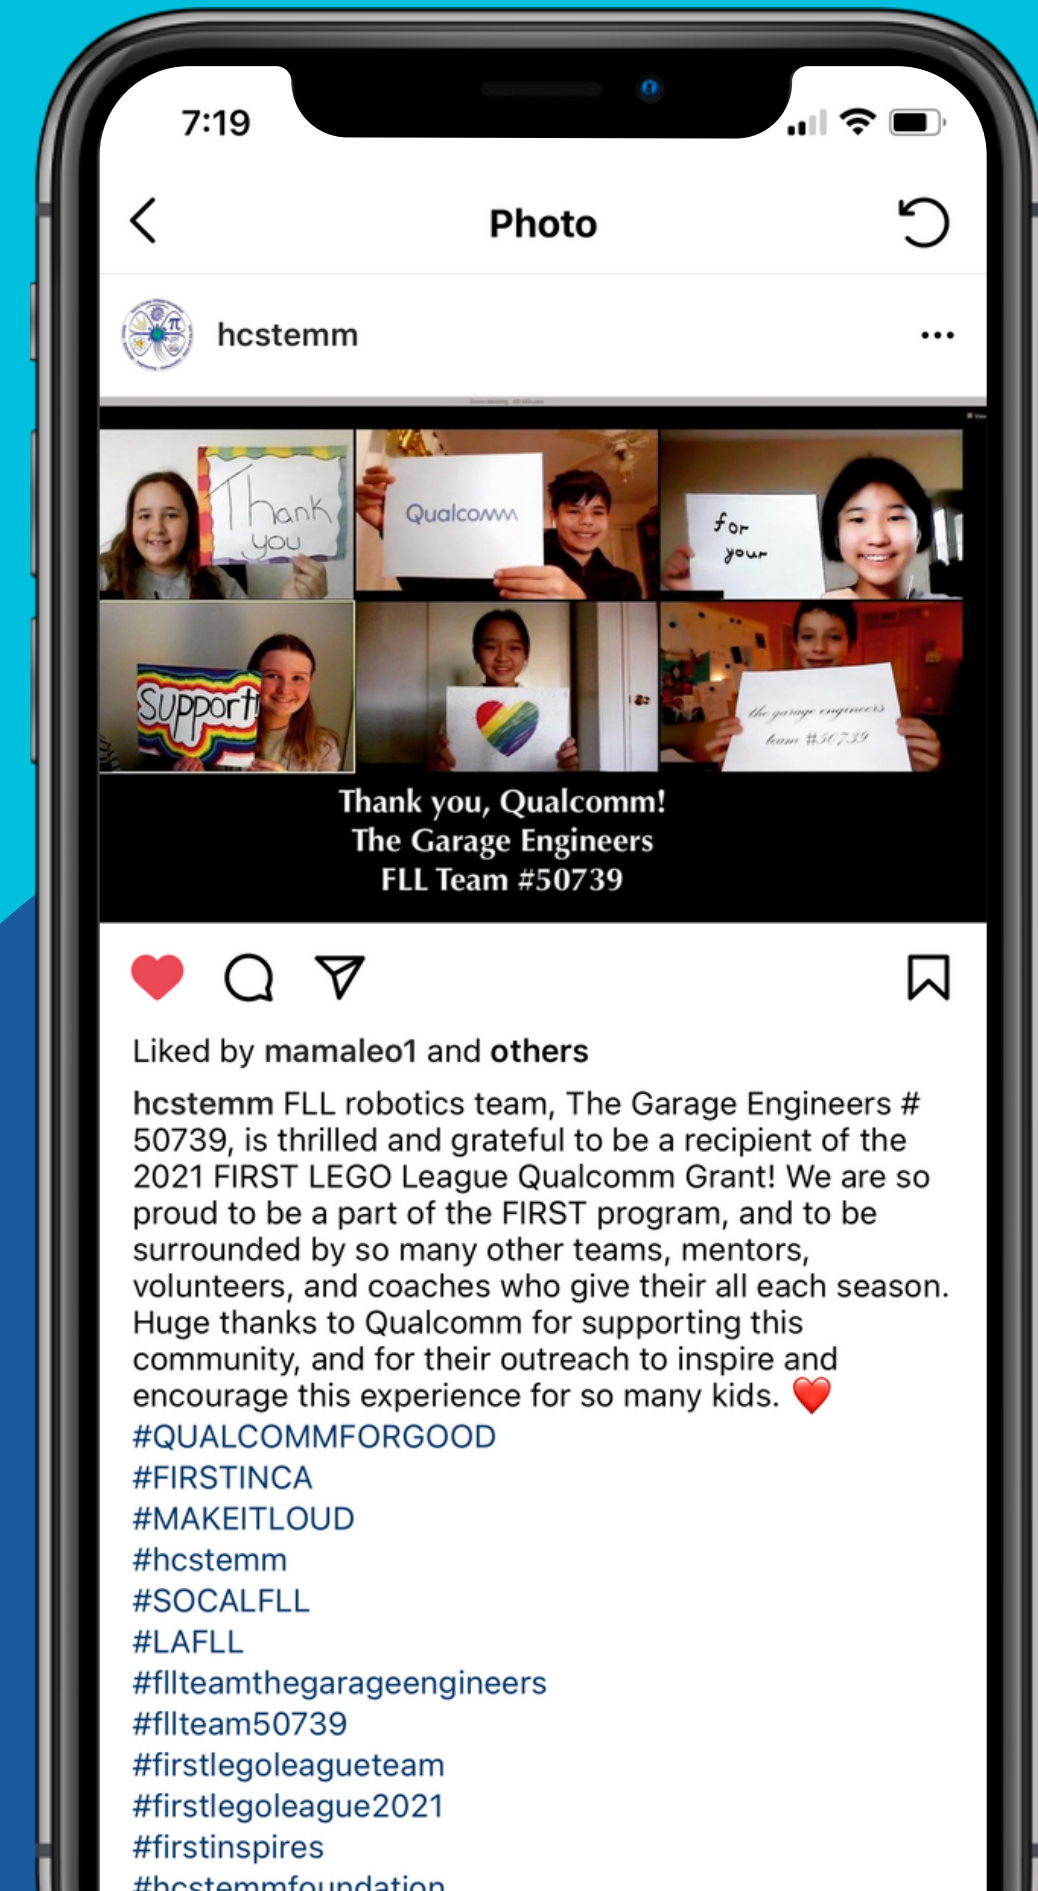 7:19
Photo
hcstemm
Zoom Meeting
View
Thank
you
Qualcomm
for
your
Support!
the garage engineers
team #50739
Thank you, Qualcomm!
The Garage Engineers
FLL Team #50739
Liked by mamaleo1 and others
hcstemm FLL robotics team, The Garage Engineers #
50739, is thrilled and grateful to be a recipient of the
2021 FIRST LEGO League Qualcomm Grant! We are so
proud to be a part of the FIRST program, and to be
surrounded by so many other teams, mentors,
volunteers, and coaches who give their all each season.
Huge thanks to Qualcomm for supporting this
community, and for their outreach to inspire and
encourage this experience for so many kids. ❤️
#QUALCOMMFORGOOD
#FIRSTINCA
#MAKEITLOUD
#hcstemm
#SOCALFLL
#LAFLL
#fllteamthegarageengineers
#fllteam50739
#firstlegoleagueteam
#firstlegoleague2021
#firstinspires
#hcstemmfoundation